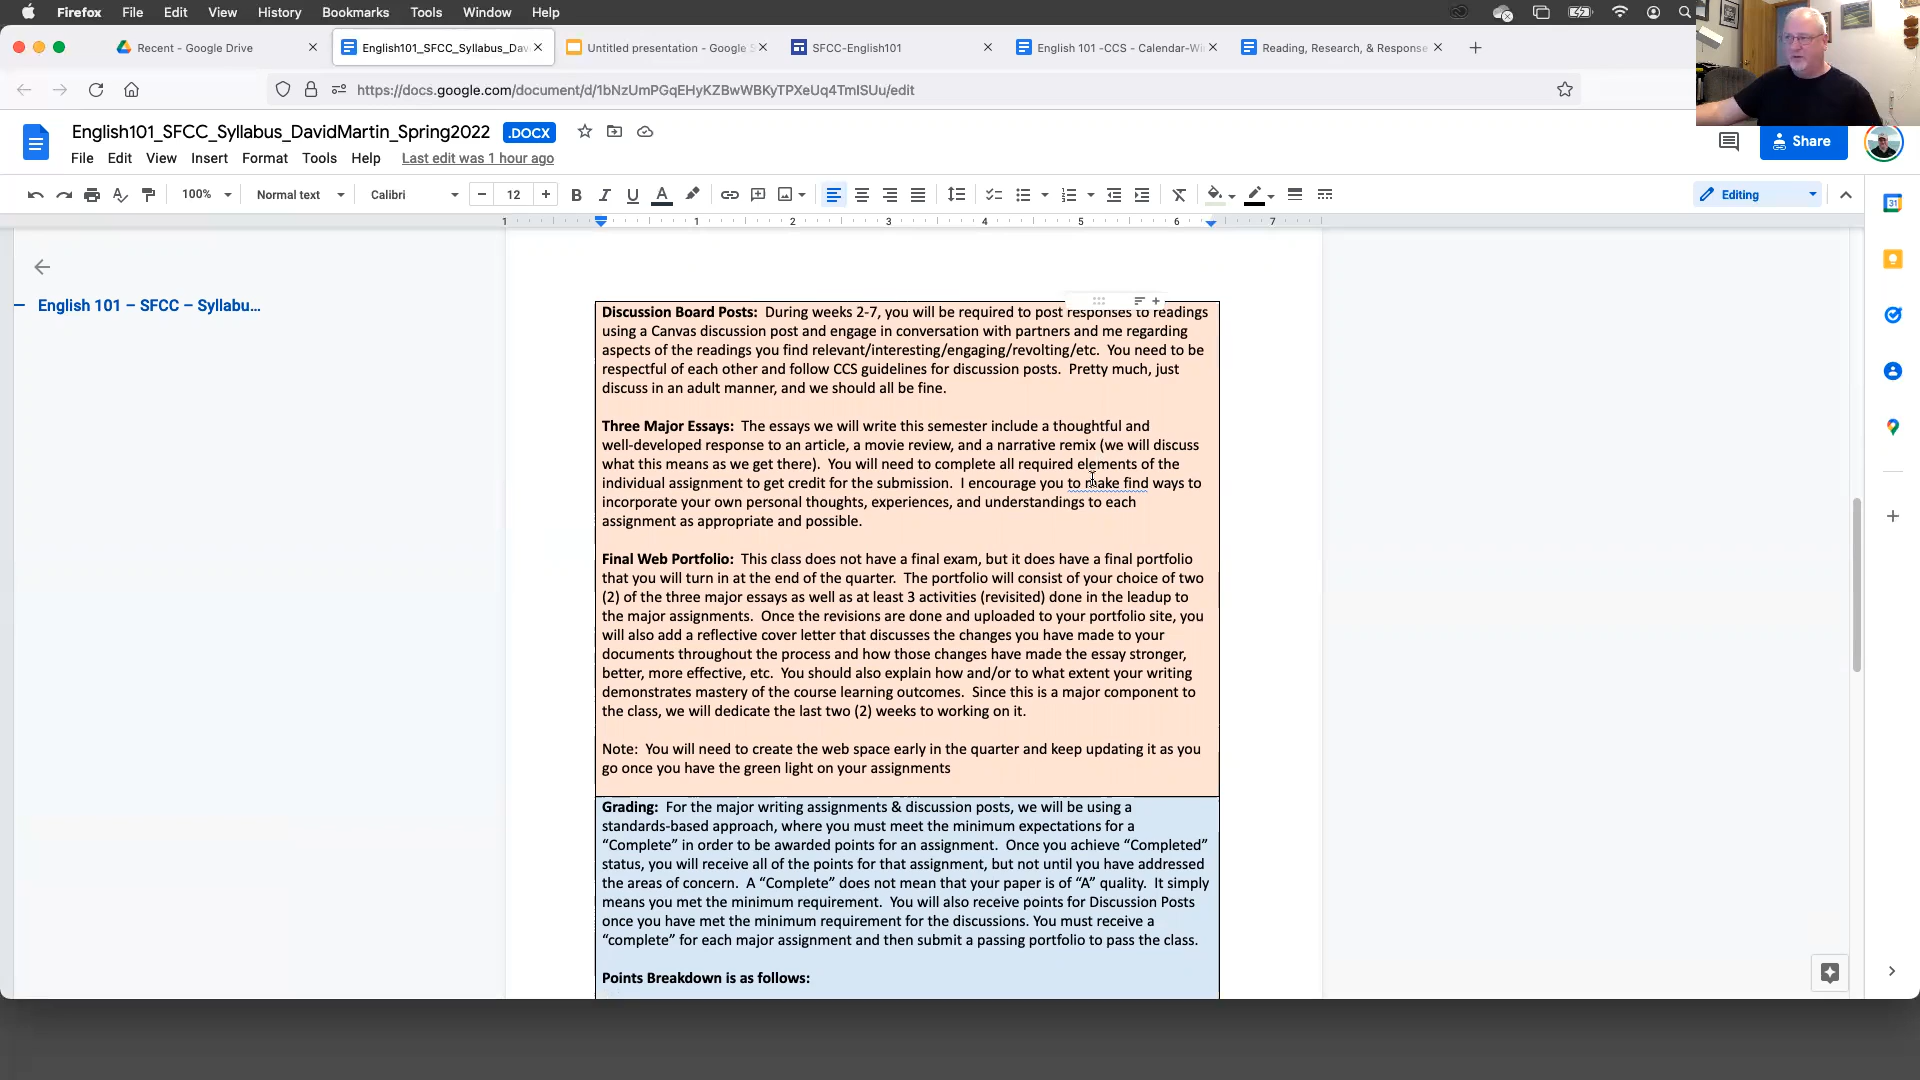 Firefox File Edit View History Bookmarks Tools Window Help
Recent - Google Drive English101_SFCC_Syllabus_Dav Untitled presentation - Google S SFCC-English101 English 101 -CCS - Calendar-Wi Reading, Research, & Response
https://docs.google.com/document/d/1bNzUmPGqEHyKZBwWBKyTPXeUq4TmISUu/edit
English101_SFCC_Syllabus_DavidMartin_Spring2022 .DOCX
Share
File Edit View Insert Format Tools Help Last edit was 1 hour ago
100% Normal text Calibri 12 Editing
1 1 2 3 4 5 6 7
English 101 – SFCC – Syllabu...
Discussion Board Posts: During weeks 2-7, you will be required to post responses to readings
using a Canvas discussion post and engage in conversation with partners and me regarding
aspects of the readings you find relevant/interesting/engaging/revolting/etc. You need to be
respectful of each other and follow CCS guidelines for discussion posts. Pretty much, just
discuss in an adult manner, and we should all be fine.
Three Major Essays: The essays we will write this semester include a thoughtful and
well-developed response to an article, a movie review, and a narrative remix (we will discuss
what this means as we get there). You will need to complete all required elements of the
individual assignment to get credit for the submission. I encourage you to make find ways to
incorporate your own personal thoughts, experiences, and understandings to each
assignment as appropriate and possible.
Final Web Portfolio: This class does not have a final exam, but it does have a final portfolio
that you will turn in at the end of the quarter. The portfolio will consist of your choice of two
(2) of the three major essays as well as at least 3 activities (revisited) done in the leadup to
the major assignments. Once the revisions are done and uploaded to your portfolio site, you
will also add a reflective cover letter that discusses the changes you have made to your
documents throughout the process and how those changes have made the essay stronger,
better, more effective, etc. You should also explain how and/or to what extent your writing
demonstrates mastery of the course learning outcomes. Since this is a major component to
the class, we will dedicate the last two (2) weeks to working on it.
Note: You will need to create the web space early in the quarter and keep updating it as you
go once you have the green light on your assignments
Grading: For the major writing assignments & discussion posts, we will be using a
standards-based approach, where you must meet the minimum expectations for a
“Complete” in order to be awarded points for an assignment. Once you achieve “Completed”
status, you will receive all of the points for that assignment, but not until you have addressed
the areas of concern. A “Complete” does not mean that your paper is of “A” quality. It simply
means you met the minimum requirement. You will also receive points for Discussion Posts
once you have met the minimum requirement for the discussions. You must receive a
“complete” for each major assignment and then submit a passing portfolio to pass the class.
Points Breakdown is as follows: